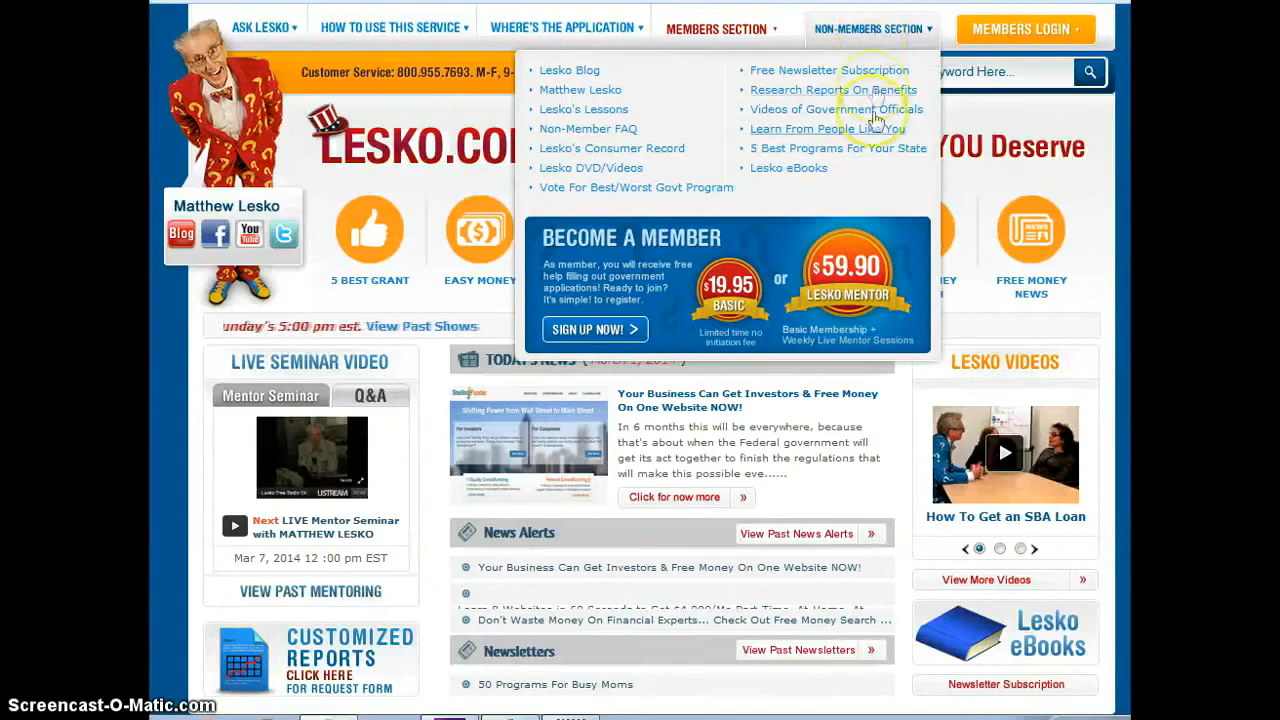 ASK LESKO
HOW TO USE THIS SERVICE
WHERE'S THE APPLICATION
MEMBERS SECTION
NON-MEMBERS SECTION
MEMBERS LOGIN
Customer Service: 800.955.7693. M-F, 9-
yword Here...
Lesko Blog
Matthew Lesko
Lesko's Lessons
Non-Member FAQ
Lesko's Consumer Record
Lesko DVD/Videos
Vote For Best/Worst Govt Program
Free Newsletter Subscription
Research Reports On Benefits
Videos of Government Officials
Learn From People Like You
5 Best Programs For Your State
Lesko eBooks
LESKO.CO
YOU Deserve
Matthew Lesko
Blog
f
You
Tube
t
5 BEST GRANT
EASY MONEY
FREE MONEY
NEWS
BECOME A MEMBER
As member, you will receive free
help filling out government
applications! Ready to join?
It's simple to register.
SIGN UP NOW! >
$19.95
BASIC
Limited time no
initiation fee
or
$59.90
LESKO MENTOR
Basic Membership +
Weekly Live Mentor Sessions
unday's 5:00 pm est. View Past Shows
LIVE SEMINAR VIDEO
Mentor Seminar
Q&A
USTREAM
Next LIVE Mentor Seminar
with MATTHEW LESKO
Mar 7, 2014 12 :00 pm EST
VIEW PAST MENTORING
CUSTOMIZED
REPORTS
CLICK HERE
FOR REQUEST FORM
TODAY'S NEWS
Shifting Power from Wall Street to Main Street
Your Business Can Get Investors & Free Money
On One Website NOW!
In 6 months this will be everywhere, because
that's about when the Federal government will
get its act together to finish the regulations that
will make this possible eve......
Click for now more »
News Alerts
View Past News Alerts »
Your Business Can Get Investors & Free Money On One Website NOW!
Don't Waste Money On Financial Experts... Check Out Free Money Search ...
Newsletters
View Past Newsletters »
50 Programs For Busy Moms
LESKO VIDEOS
How To Get an SBA Loan
View More Videos »
Lesko
eBooks
Newsletter Subscription
Screencast-O-Matic.com